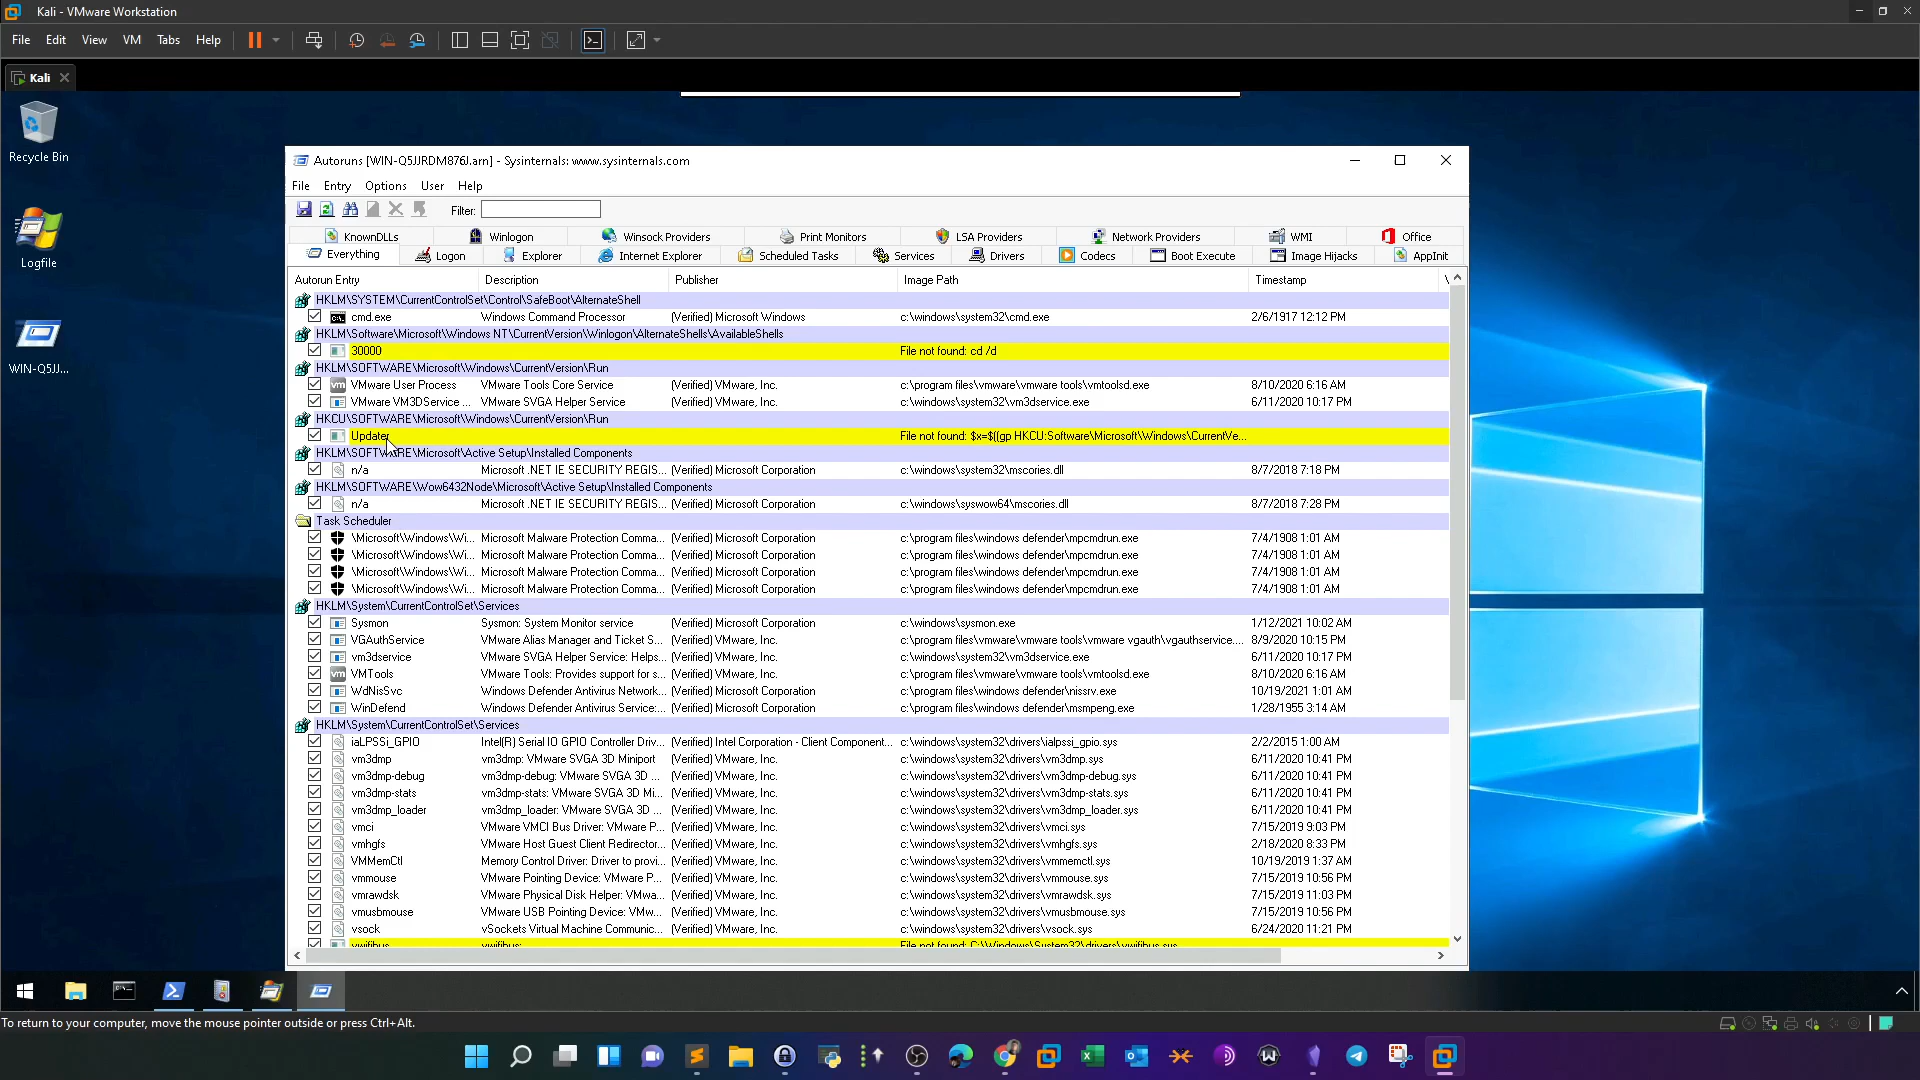 Kali - VMware Workstation
File Edit View VM Tabs Help
Kali
Recycle Bin
Logfile
WIN-Q5JJ...
Autoruns [WIN-Q5JJRDM876J.arn] - Sysinternals: www.sysinternals.com
File Entry Options User Help
Filter:
KnownDLLs Winlogon Winsock Providers Print Monitors LSA Providers Network Providers WMI Office
Everything Logon Explorer Internet Explorer Scheduled Tasks Services Drivers Codecs Boot Execute Image Hijacks AppInit
Autorun Entry Description Publisher Image Path Timestamp
HKLM\SYSTEM\CurrentControlSet\Control\SafeBoot\AlternateShell
cmd.exe Windows Command Processor (Verified) Microsoft Windows c:\windows\system32\cmd.exe 2/6/1917 12:12 PM
HKLM\Software\Microsoft\Windows NT\CurrentVersion\Winlogon\AlternateShells\AvailableShells
30000 File not found: cd /d
HKLM\SOFTWARE\Microsoft\Windows\CurrentVersion\Run
VMware User Process VMware Tools Core Service (Verified) VMware, Inc. c:\program files\vmware\vmware tools\vmtoolsd.exe 8/10/2020 6:16 AM
VMware VM3DService ... VMware SVGA Helper Service (Verified) VMware, Inc. c:\windows\system32\vm3dservice.exe 6/11/2020 10:17 PM
HKCU\SOFTWARE\Microsoft\Windows\CurrentVersion\Run
Updater File not found: $x=$((gp HKCU:Software\Microsoft\Windows\CurrentVe...
HKLM\SOFTWARE\Microsoft\Active Setup\Installed Components
n/a Microsoft .NET IE SECURITY REGIS... (Verified) Microsoft Corporation c:\windows\system32\mscories.dll 8/7/2018 7:18 PM
HKLM\SOFTWARE\Wow6432Node\Microsoft\Active Setup\Installed Components
n/a Microsoft .NET IE SECURITY REGIS... (Verified) Microsoft Corporation c:\windows\syswow64\mscories.dll 8/7/2018 7:28 PM
Task Scheduler
\Microsoft\Windows\Wi... Microsoft Malware Protection Comma... (Verified) Microsoft Corporation c:\program files\windows defender\mpcmdrun.exe 7/4/1908 1:01 AM
\Microsoft\Windows\Wi... Microsoft Malware Protection Comma... (Verified) Microsoft Corporation c:\program files\windows defender\mpcmdrun.exe 7/4/1908 1:01 AM
\Microsoft\Windows\Wi... Microsoft Malware Protection Comma... (Verified) Microsoft Corporation c:\program files\windows defender\mpcmdrun.exe 7/4/1908 1:01 AM
\Microsoft\Windows\Wi... Microsoft Malware Protection Comma... (Verified) Microsoft Corporation c:\program files\windows defender\mpcmdrun.exe 7/4/1908 1:01 AM
HKLM\System\CurrentControlSet\Services
Sysmon Sysmon: System Monitor service (Verified) Microsoft Corporation c:\windows\sysmon.exe 1/12/2021 10:02 AM
VGAuthService VMware Alias Manager and Ticket S... (Verified) VMware, Inc. c:\program files\vmware\vmware tools\vmware vgauth\vgauthservice.... 8/9/2020 10:15 PM
vm3dservice VMware SVGA Helper Service: Helps... (Verified) VMware, Inc. c:\windows\system32\vm3dservice.exe 6/11/2020 10:17 PM
VMTools VMware Tools: Provides support for s... (Verified) VMware, Inc. c:\program files\vmware\vmware tools\vmtoolsd.exe 8/10/2020 6:16 AM
WdNisSvc Windows Defender Antivirus Network... (Verified) Microsoft Corporation c:\program files\windows defender\nissrv.exe 10/19/2021 1:01 AM
WinDefend Windows Defender Antivirus Service:... (Verified) Microsoft Corporation c:\program files\windows defender\msmpeng.exe 1/28/1955 3:14 AM
HKLM\System\CurrentControlSet\Services
iaLPSSi_GPIO Intel(R) Serial IO GPIO Controller Driv... (Verified) Intel Corporation - Client Component... c:\windows\system32\drivers\ialpssi_gpio.sys 2/2/2015 1:00 AM
vm3dmp vm3dmp: VMware SVGA 3D Miniport (Verified) VMware, Inc. c:\windows\system32\drivers\vm3dmp.sys 6/11/2020 10:41 PM
vm3dmp-debug vm3dmp-debug: VMware SVGA 3D ... (Verified) VMware, Inc. c:\windows\system32\drivers\vm3dmp-debug.sys 6/11/2020 10:41 PM
vm3dmp-stats vm3dmp-stats: VMware SVGA 3D Mi... (Verified) VMware, Inc. c:\windows\system32\drivers\vm3dmp-stats.sys 6/11/2020 10:41 PM
vm3dmp_loader vm3dmp_loader: VMware SVGA 3D ... (Verified) VMware, Inc. c:\windows\system32\drivers\vm3dmp_loader.sys 6/11/2020 10:41 PM
vmci VMware VMCI Bus Driver: VMware P... (Verified) VMware, Inc. c:\windows\system32\drivers\vmci.sys 7/15/2019 9:03 PM
vmhgfs VMware Host Guest Client Redirector... (Verified) VMware, Inc. c:\windows\system32\drivers\vmhgfs.sys 2/18/2020 8:33 PM
VMMemCtl Memory Control Driver: Driver to provi... (Verified) VMware, Inc. c:\windows\system32\drivers\vmmemctl.sys 10/19/2019 1:37 AM
vmmouse VMware Pointing Device: VMware P... (Verified) VMware, Inc. c:\windows\system32\drivers\vmmouse.sys 7/15/2019 10:56 PM
vmrawdsk VMware Physical Disk Helper: VMwa... (Verified) VMware, Inc. c:\windows\system32\drivers\vmrawdsk.sys 7/15/2019 11:03 PM
vmusbmouse VMware USB Pointing Device: VMw... (Verified) VMware, Inc. c:\windows\system32\drivers\vmusbmouse.sys 7/15/2019 10:56 PM
vsock vSockets Virtual Machine Communic... (Verified) VMware, Inc. c:\windows\system32\drivers\vsock.sys 6/24/2020 11:21 PM
vwifibus vwifibus: File not found: C:\Windows\System32\drivers\vwifibus.sys
To return to your computer, move the mouse pointer outside or press Ctrl+Alt.